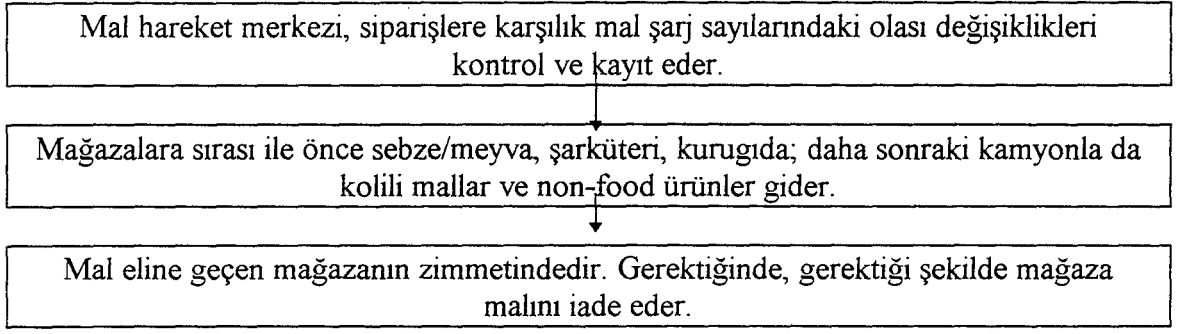 Mal hareket merkezi, siparişlere karşılık mal şarj sayılarındaki olası değişiklikleri
kontrol ve kayıt eder.
Mağazalara sırası ile önce sebze/meyva, şarküteri, kurugıda; daha sonraki kamyonla da
kolili mallar ve non-food ürünler gider.
Mal eline geçen mağazanın zimmetindedir. Gerektiğinde, gerektiği şekilde mağaza
malını iade eder.